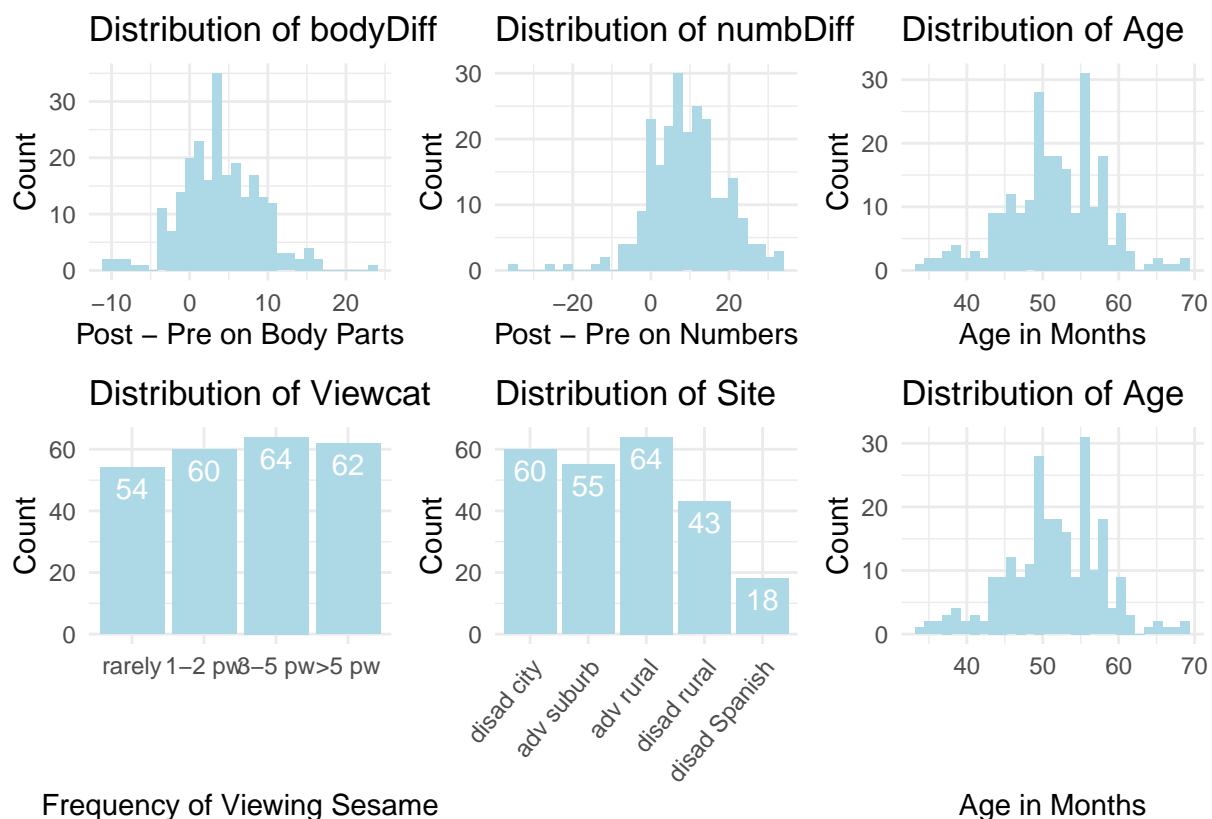 Distribution of bodyDiff
Count
30
20
10
0
−10 0 10 20
Post − Pre on Body Parts
Distribution of numbDiff
Count
30
20
10
0
−20 0 20
Post − Pre on Numbers
Distribution of Age
Count
30
20
10
0
40 50 60 70
Age in Months
Distribution of Viewcat
Count
60
40
20
0
54 60 64 62
rarely 1−2 pw 3−5 pw >5 pw
Frequency of Viewing Sesame
Distribution of Site
Count
60
40
20
0
60 55 64 43 18
disad city
adv suburb
adv rural
disad rural
disad Spanish
Distribution of Age
Count
30
20
10
0
40 50 60 70
Age in Months